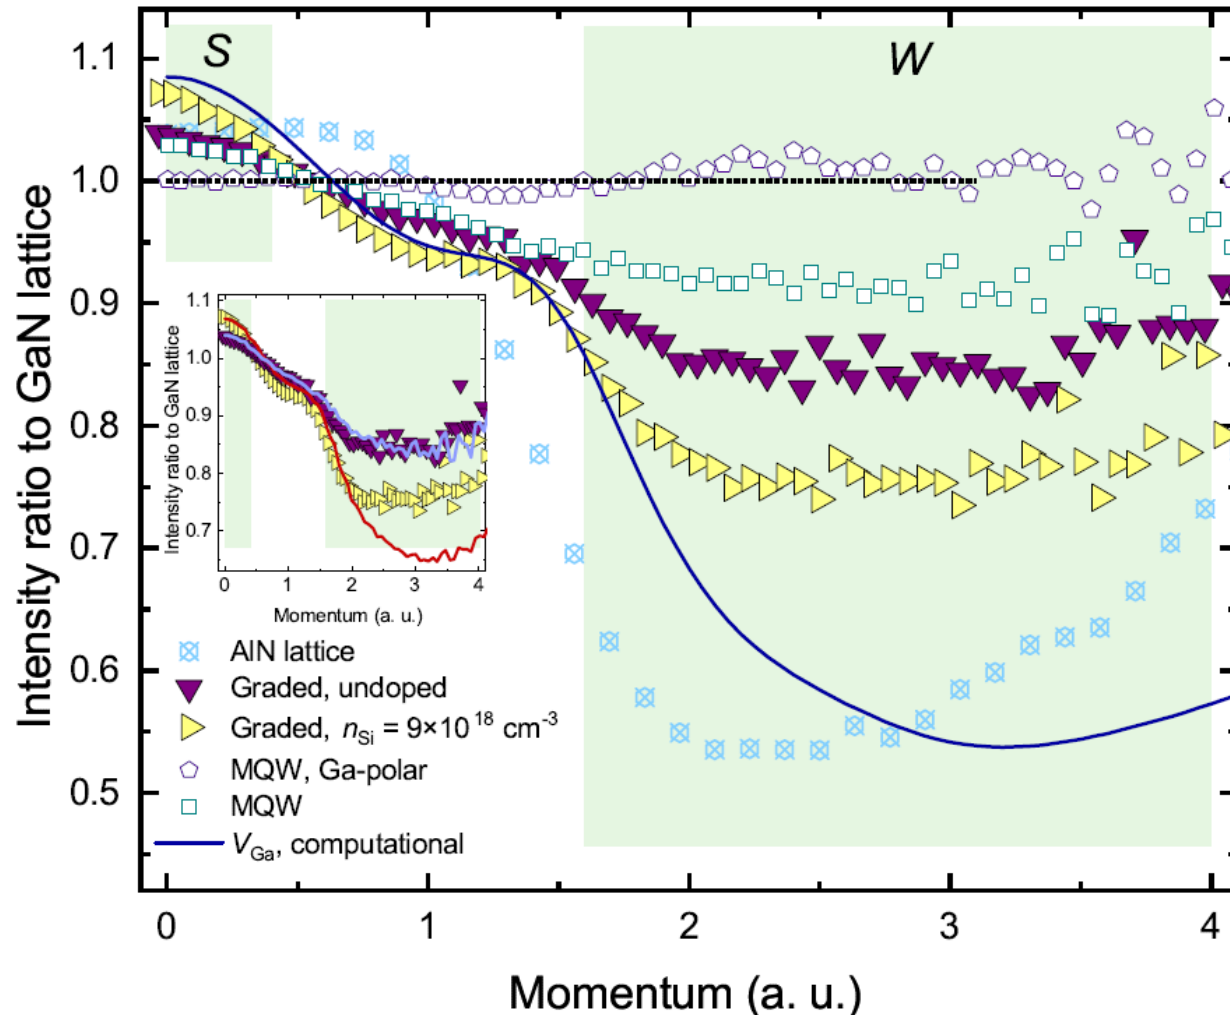 S
W
Intensity ratio to GaN lattice
1.1
1.0
0.9
0.8
0.7
0.6
0.5
Intensity ratio to GaN lattice
1.1
1.0
0.9
0.8
0.7
0 1 2 3 4
Momentum (a. u.)
AlN lattice
Graded, undoped
Graded, n_Si = 9×10^18 cm^-3
MQW, Ga-polar
MQW
V_Ga, computational
0 1 2 3 4
Momentum (a. u.)